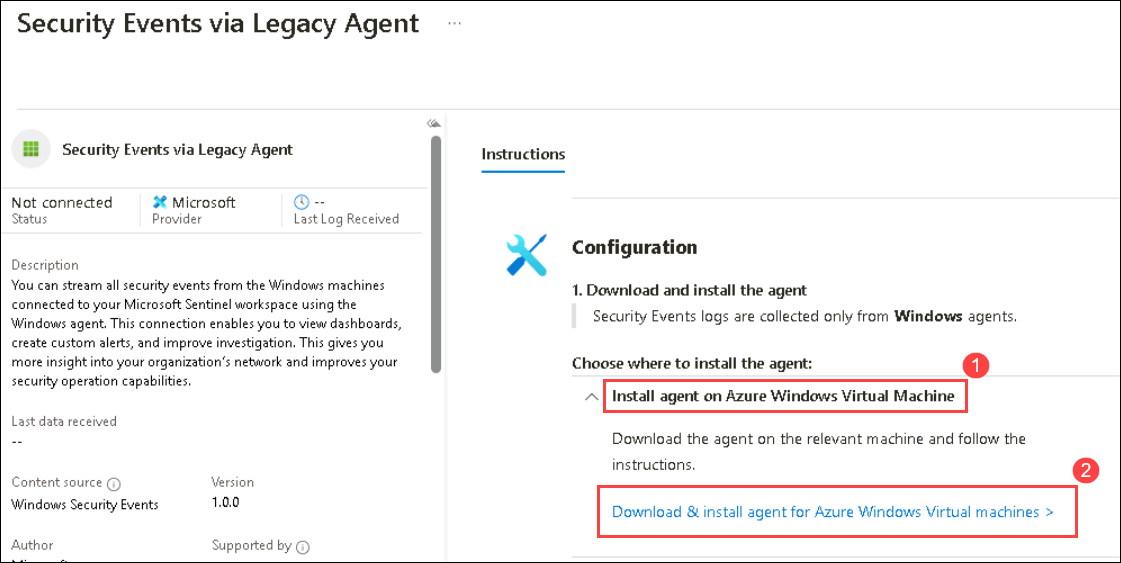 Security Events via Legacy Agent ...
Security Events via Legacy Agent
Not connected
Status
Microsoft
Provider
--
Last Log Received
Description
You can stream all security events from the Windows machines
connected to your Microsoft Sentinel workspace using the
Windows agent. This connection enables you to view dashboards,
create custom alerts, and improve investigation. This gives you
more insight into your organization's network and improves your
security operation capabilities.
Last data received
--
Content source
Windows Security Events
Version
1.0.0
Author
Supported by
Instructions
Configuration
1. Download and install the agent
Security Events logs are collected only from Windows agents.
Choose where to install the agent:
1
Install agent on Azure Windows Virtual Machine
Download the agent on the relevant machine and follow the
instructions.
2
Download & install agent for Azure Windows Virtual machines >